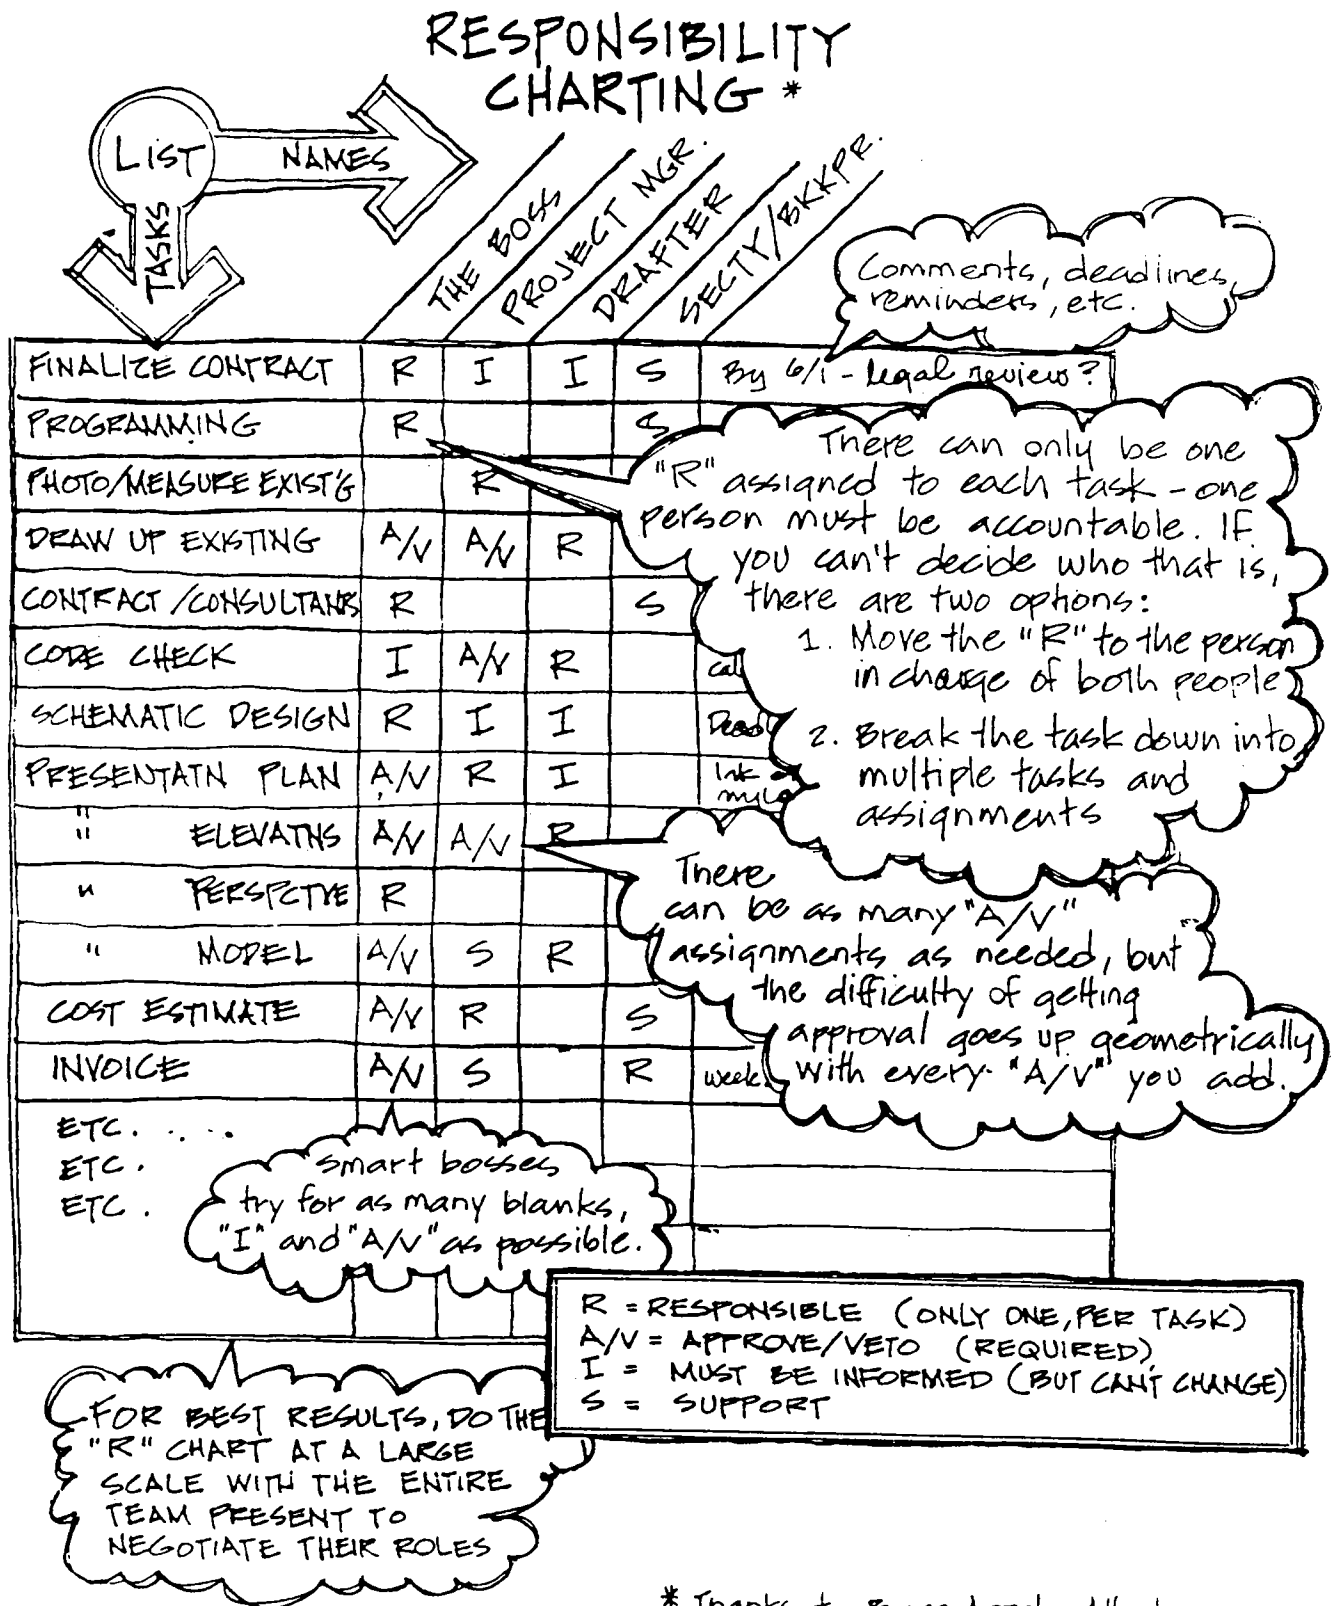 RESPONSIBILITY
CHARTING *
LIST
NAMES
TASKS
THE BOSS
PROJECT MGR.
DRAFTER
SECTY/BKKPR.
Comments, deadlines,
reminders, etc.
FINALIZE CONTRACT R I I S By 6/1 - legal review?
PROGRAMMING R S
PHOTO/MEASURE EXIST'G R
DRAW UP EXISTING A/V A/V R
CONTRACT/CONSULTANTS R S
CODE CHECK I A/V R
SCHEMATIC DESIGN R I I
PRESENTATN PLAN A/V R I Ink
" ELEVATNS A/V A/V R
" PERSPCTVE R
" MODEL A/V S R
COST ESTIMATE A/V R S
INVOICE A/V S R week
ETC. . . .
ETC.
ETC.
There can only be one
"R" assigned to each task - one
person must be accountable. If
you can't decide who that is,
there are two options:
1. Move the "R" to the person
in charge of both people
2. Break the task down into
multiple tasks and
assignments
There
can be as many "A/V"
assignments as needed, but
the difficulty of getting
approval goes up geometrically
with every "A/V" you add.
Smart bosses
try for as many blanks,
"I" and "A/V" as possible.
R = RESPONSIBLE (ONLY ONE, PER TASK)
A/V = APPROVE/VETO (REQUIRED)
I = MUST BE INFORMED (BUT CAN'T CHANGE)
S = SUPPORT
FOR BEST RESULTS, DO THE
"R" CHART AT A LARGE
SCALE WITH THE ENTIRE
TEAM PRESENT TO
NEGOTIATE THEIR ROLES
* Thanks to